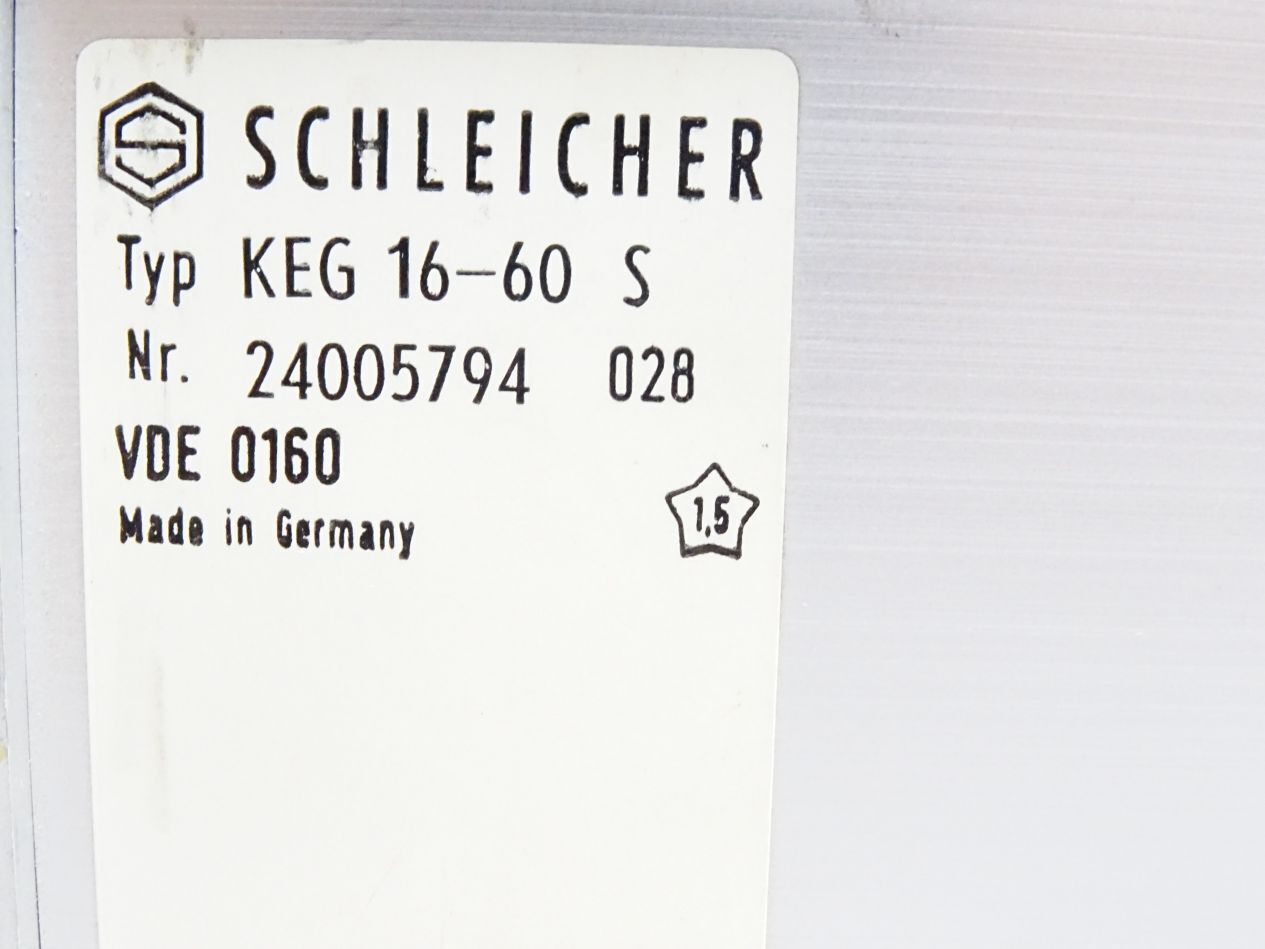 SCHLEICHER
Typ KEG 16-60 S
Nr. 24005794 028
VDE 0160
Made in Germany
1,5